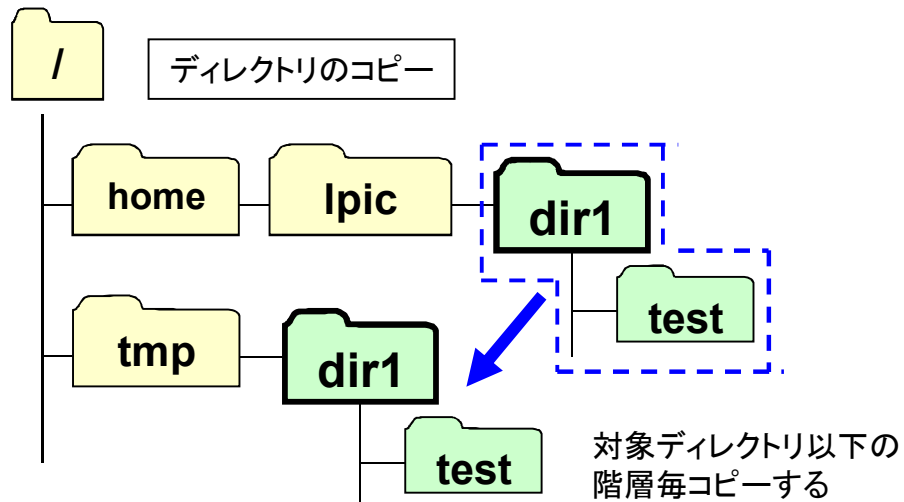 /
ディレクトリのコピー
home
lpic
dir1
test
tmp
dir1
test
対象ディレクトリ以下の
階層毎コピーする